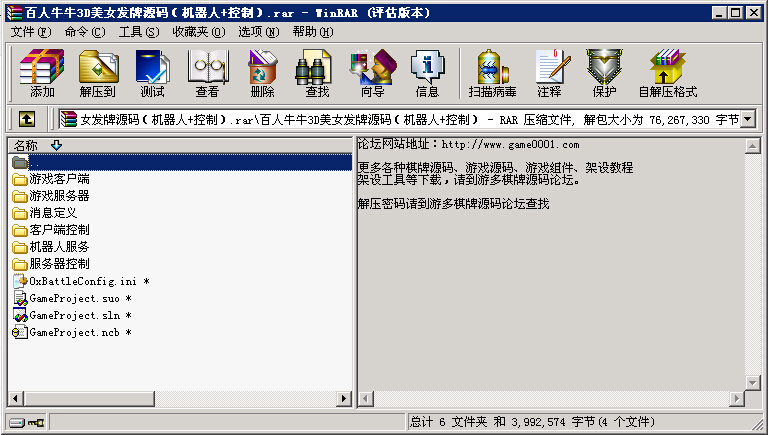 百人牛牛3D美女发牌源码(机器人+控制).rar - WinRAR (评估版本)
文件(F) 命令(C) 工具(S) 收藏夹(O) 选项(N) 帮助(H)
添加 解压到 测试 查看 删除 查找 向导 信息 扫描病毒 注释 保护 自解压格式
女发牌源码(机器人+控制).rar\百人牛牛3D美女发牌源码(机器人+控制) - RAR 压缩文件, 解包大小为 76,267,330 字节
名称
..
游戏客户端
游戏服务器
消息定义
客户端控制
机器人服务
服务器控制
OxBattleConfig.ini *
GameProject.suo *
GameProject.sln *
GameProject.ncb *
论坛网站地址:http://www.game0001.com
更多各种棋牌源码、游戏源码、游戏组件、架设教程
架设工具等下载,请到游多棋牌源码论坛。
解压密码请到游多棋牌源码论坛查找
总计 6 文件夹 和 3,992,574 字节(4 个文件)